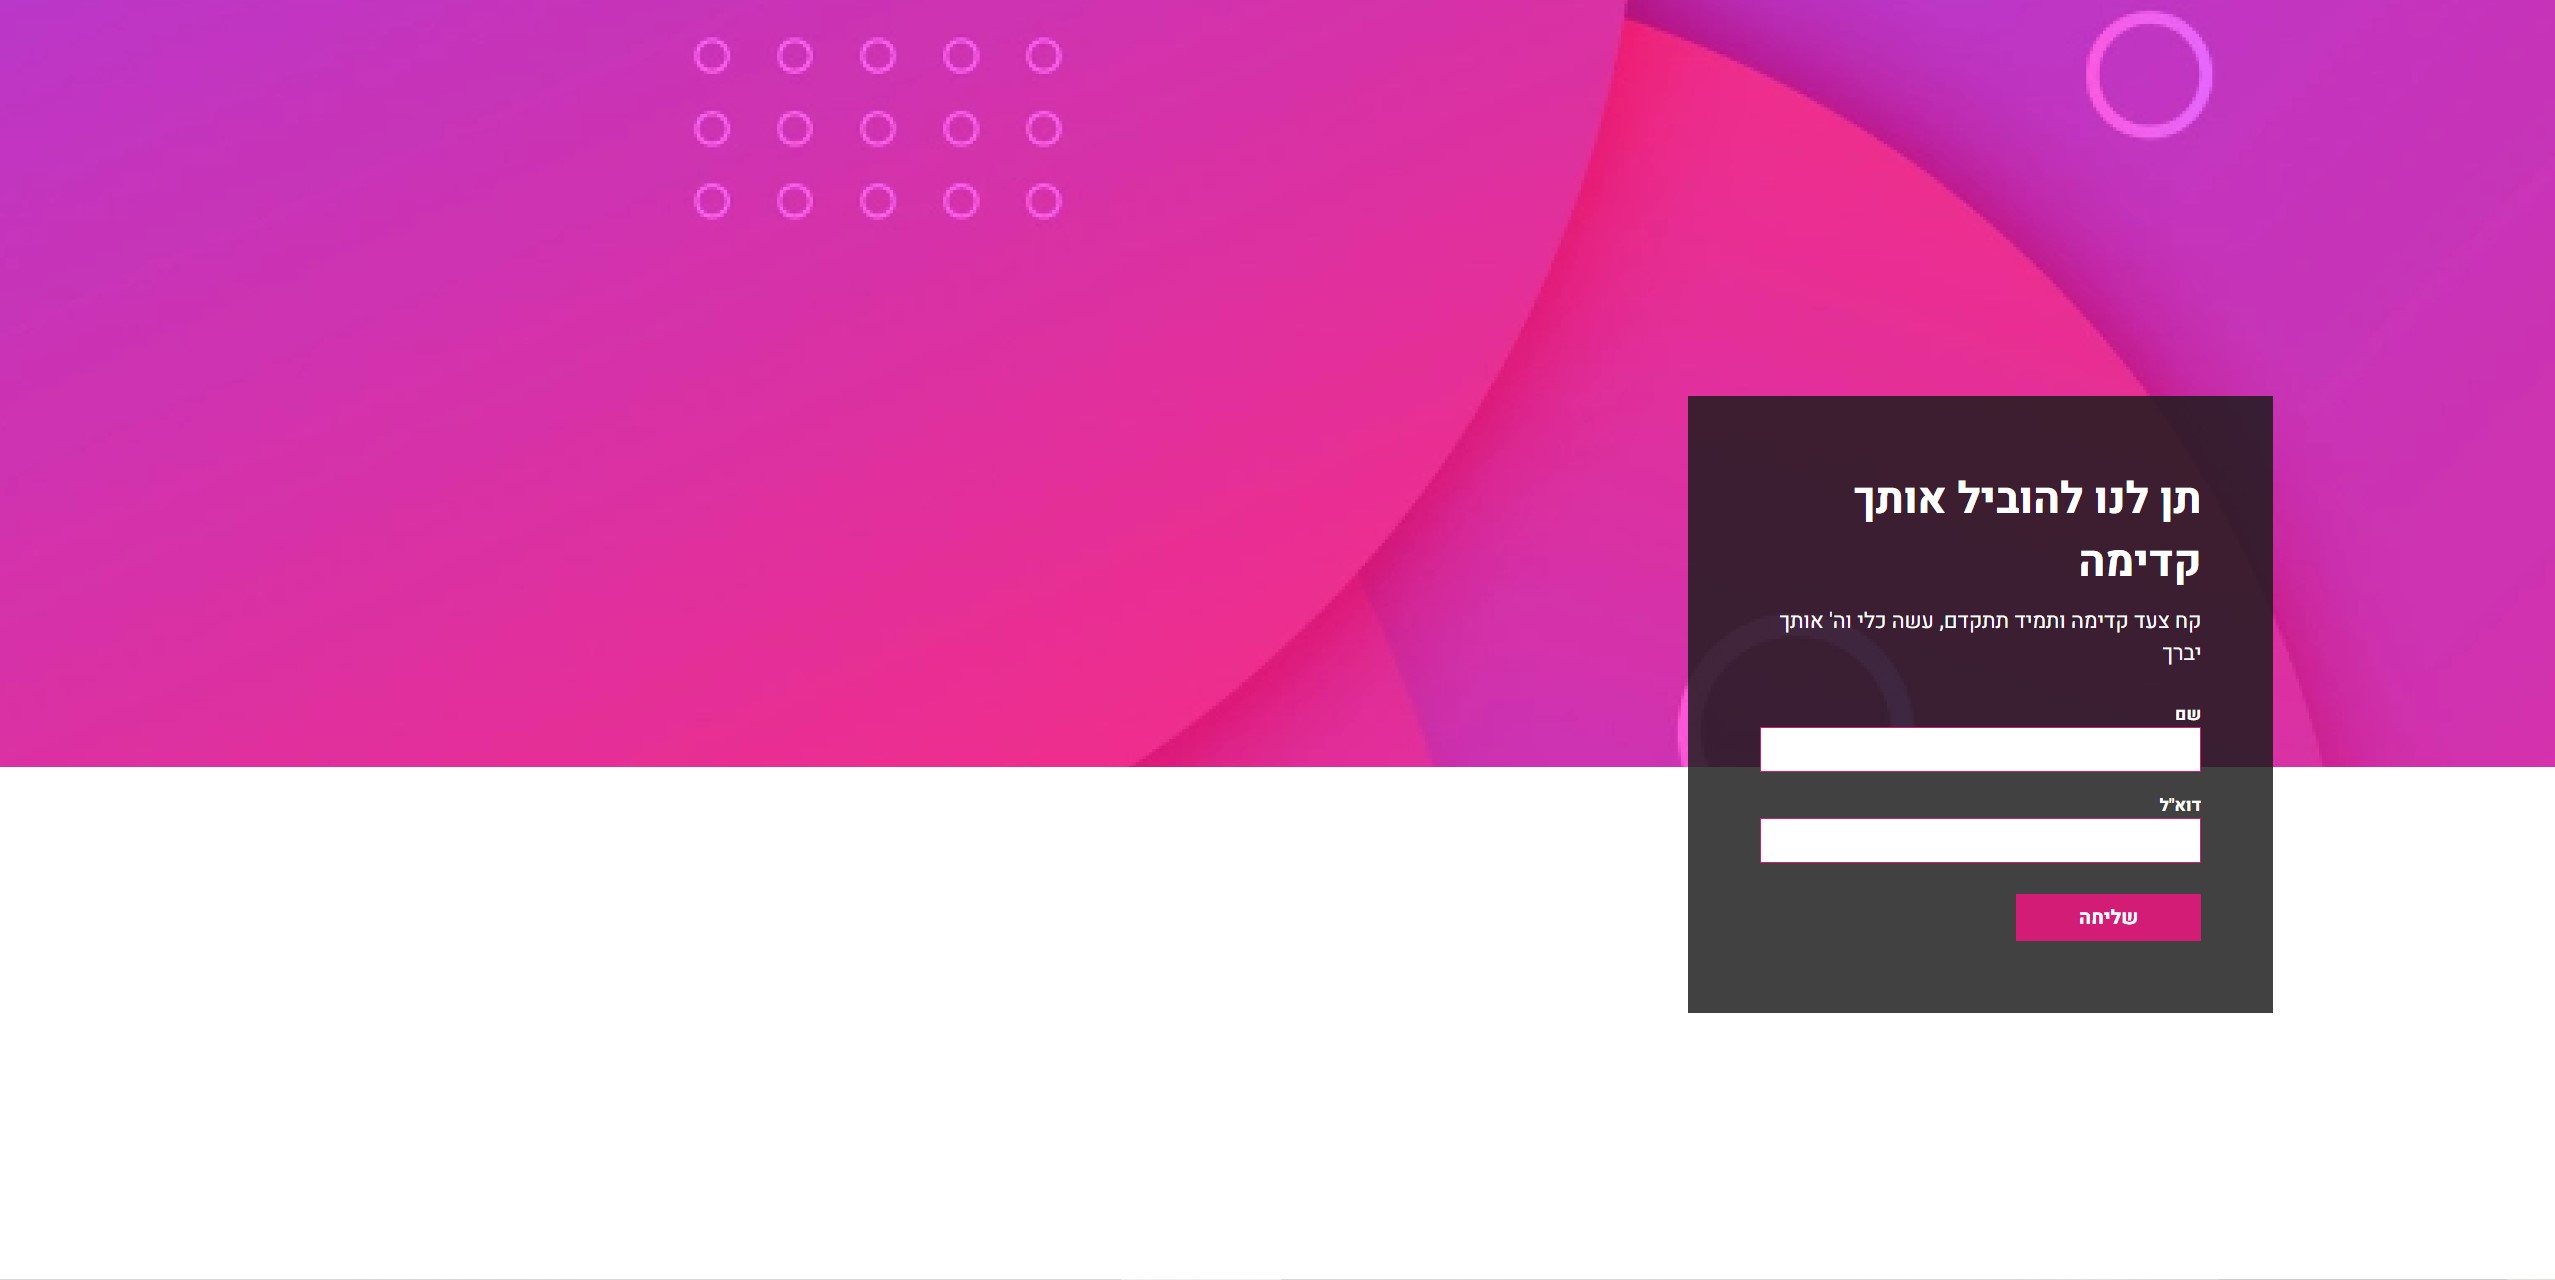 תן לנו להוביל אותך
קדימה
קח צעד קדימה ותמיד תתקדם, עשה כלי וה' אותך
יברך
שם
דוא"ל
שליחה